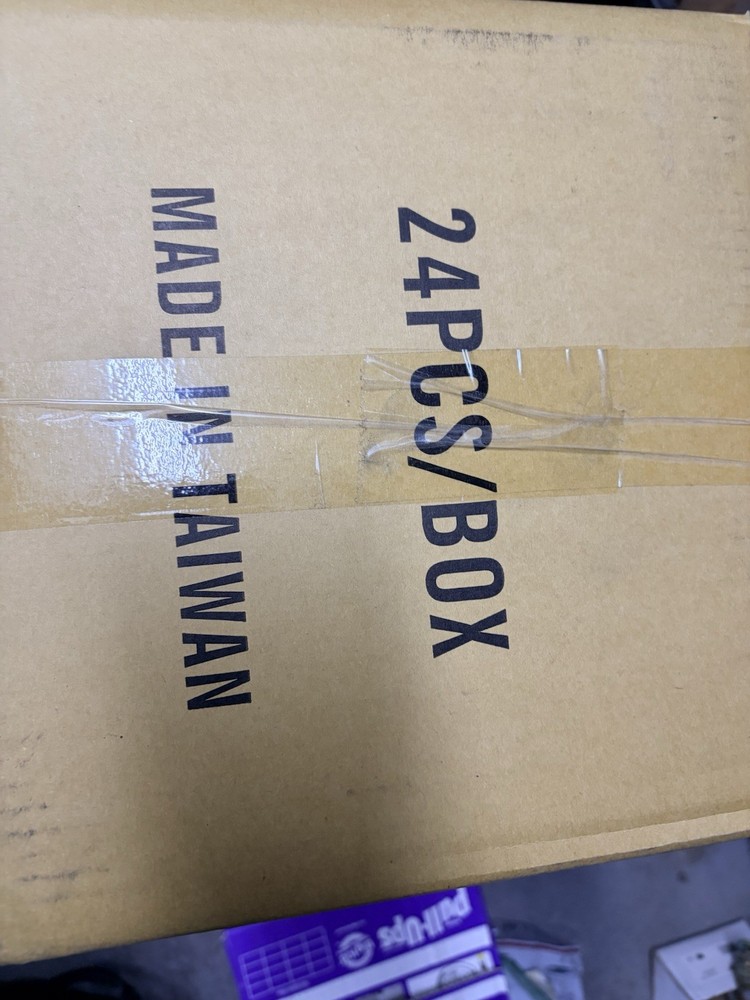 24PCS/BOX
MADE IN TAIWAN
Pull-Ups